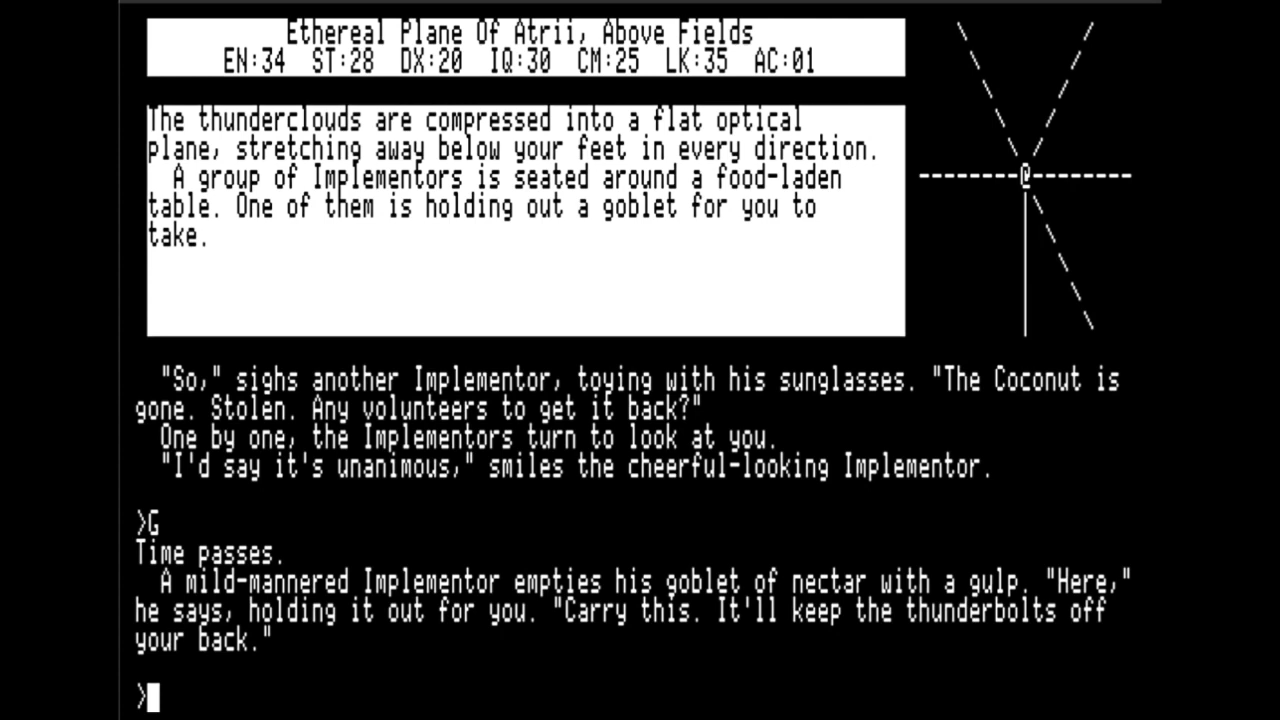 Ethereal Plane Of Atrii, Above Fields
EN:34 ST:28 DX:20 IQ:30 CM:25 LK:35 AC:01
The thunderclouds are compressed into a flat optical
plane, stretching away below your feet in every direction.
A group of Implementors is seated around a food-laden
table. One of them is holding out a goblet for you to
take.
@
"So," sighs another Implementor, toying with his sunglasses. "The Coconut is
gone. Stolen. Any volunteers to get it back?"
One by one, the Implementors turn to look at you.
"I'd say it's unanimous," smiles the cheerful-looking Implementor.
>G
Time passes.
A mild-mannered Implementor empties his goblet of nectar with a gulp. "Here,"
he says, holding it out for you. "Carry this. It'll keep the thunderbolts off
your back."
>